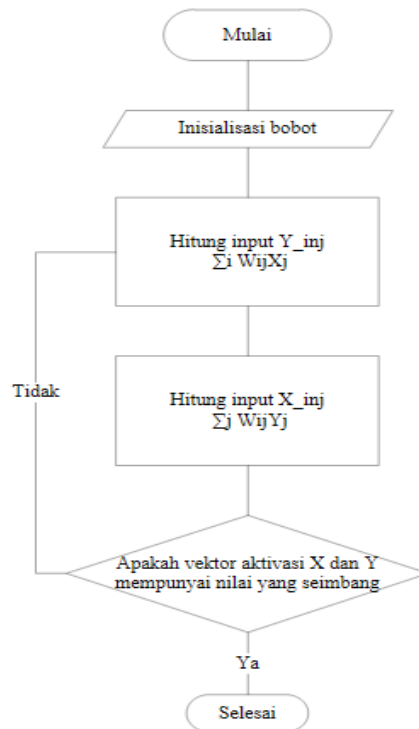 Mulai
Inisialisasi bobot
Hitung input Y_inj
∑i WijXj
Hitung input X_inj
∑j WijYj
Tidak
Apakah vektor aktivasi X dan Y
mempunyai nilai yang seimbang
Ya
Selesai